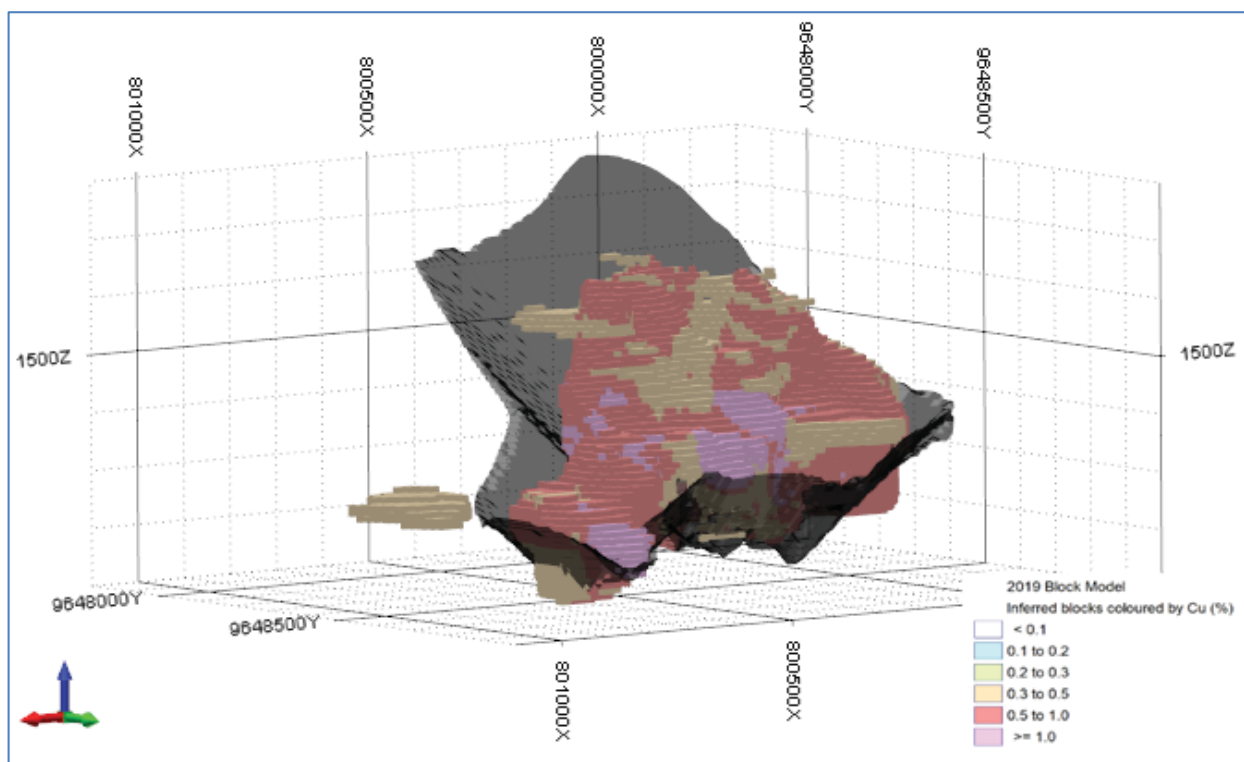 801000X
800500X
800000X
9648000Y
9648500Y
1500Z
1500Z
9648000Y
9648500Y
801000X
800500X
2019 Block Model
Inferred blocks coloured by Cu (%)
< 0.1
0.1 to 0.2
0.2 to 0.3
0.3 to 0.5
0.5 to 1.0
>= 1.0